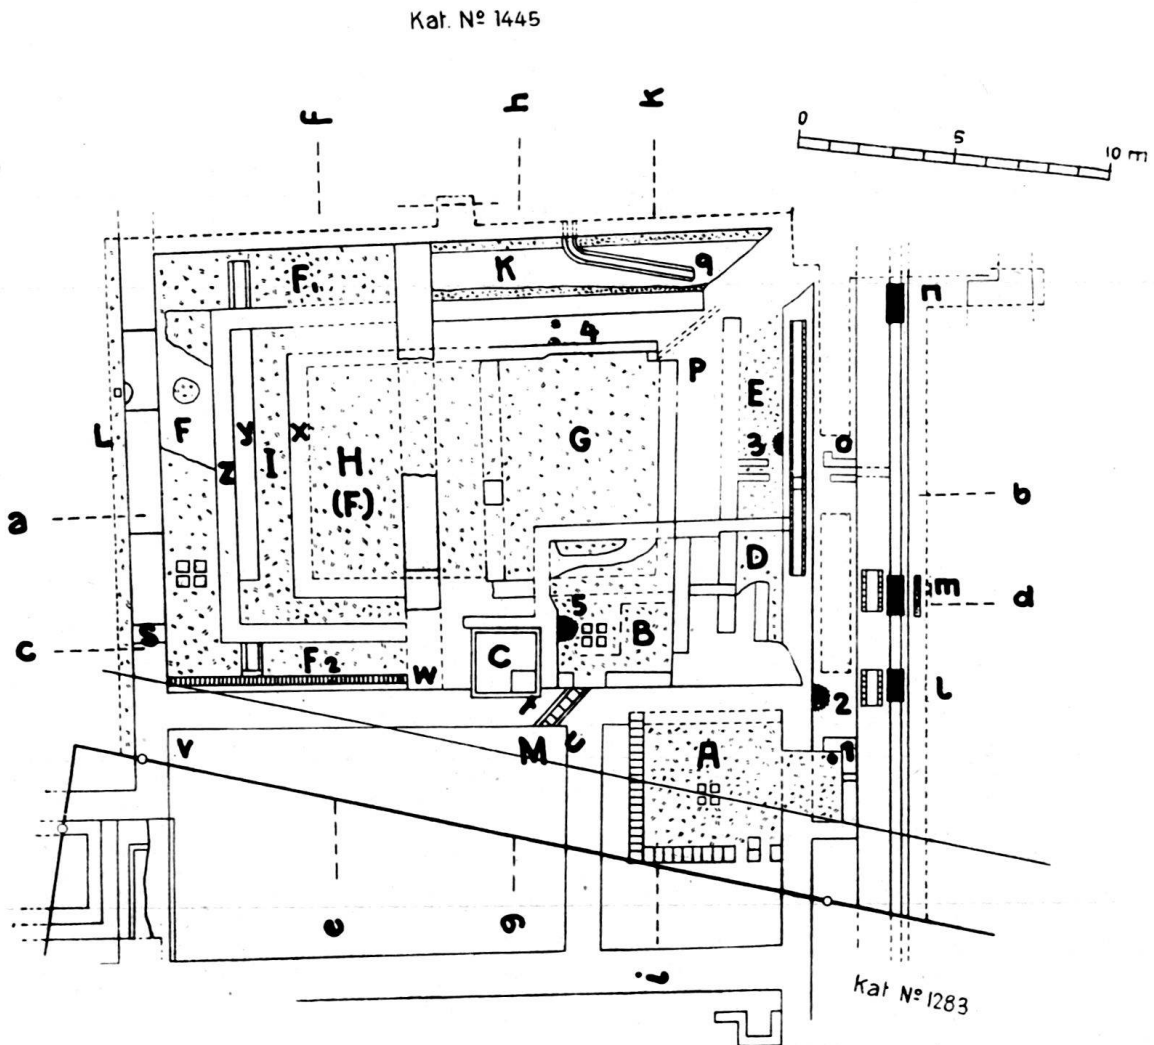 Kat. Nº 1445
F h k
0 5 10 m
F1 K q n
4
P E
L F y x G
Z I H 3 o
(F)
a b
D
m d
5 B
S C
c F2 w l
2
v M A 1
e g
i
Kat Nº 1283